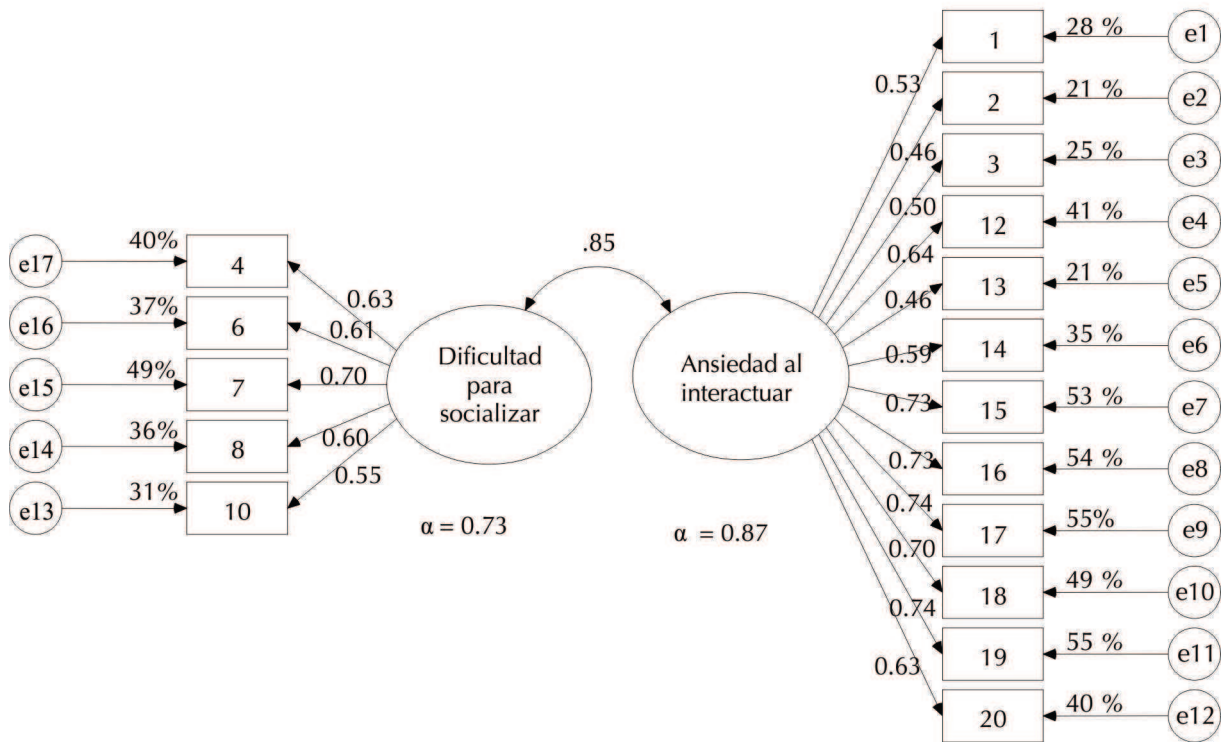 e17
40%
4
0.63
e16
37%
6
0.61
e15
49%
7
0.70
e14
36%
8
0.60
e13
31%
10
0.55
Dificultad
para
socializar
α = 0.73
.85
Ansiedad al
interactuar
α = 0.87
0.53
1
28 %
e1
0.46
2
21 %
e2
0.50
3
25 %
e3
0.64
12
41 %
e4
0.46
13
21 %
e5
0.59
14
35 %
e6
0.73
15
53 %
e7
0.73
16
54 %
e8
0.74
17
55%
e9
0.70
18
49 %
e10
0.74
19
55 %
e11
0.63
20
40 %
e12